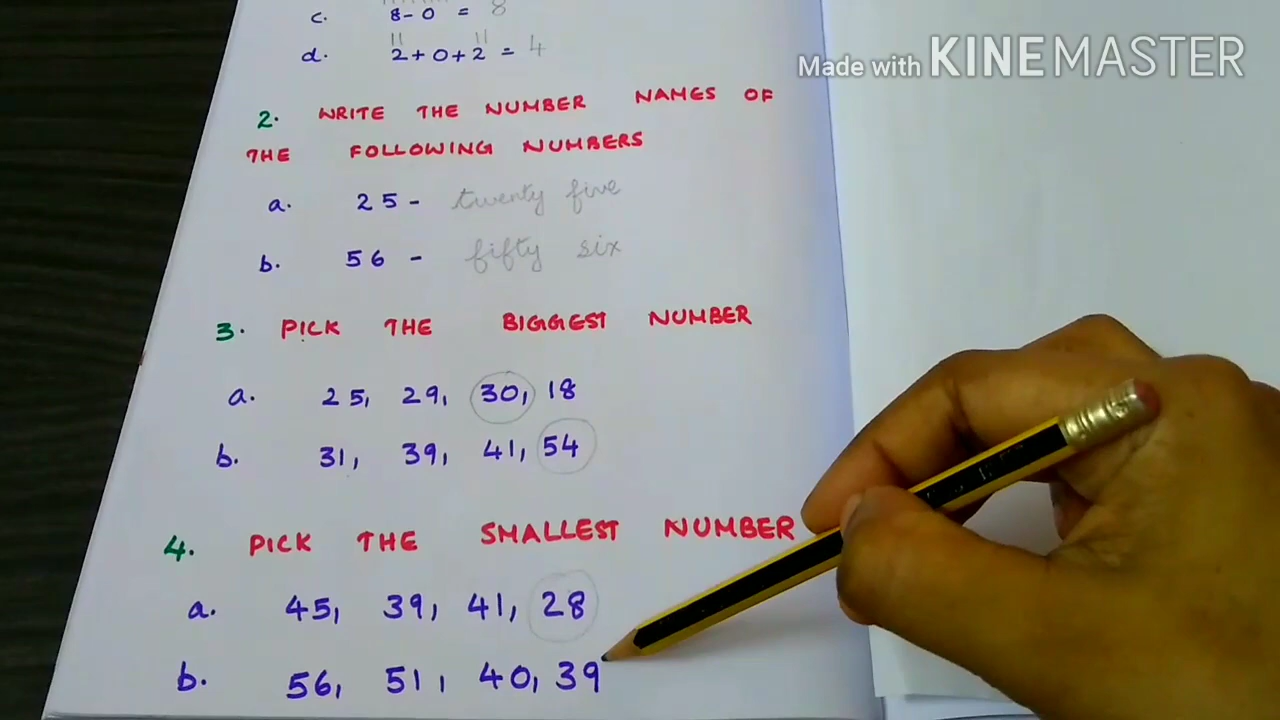 Made with KINEMASTER
c. 8-0 = 8
d. 2+0+2 = 4
2. WRITE THE NUMBER NAMES OF
THE FOLLOWING NUMBERS
a. 25 - twenty five
b. 56 - fifty six
3. PICK THE BIGGEST NUMBER
a. 25, 29, 30, 18
b. 31, 39, 41, 54
4. PICK THE SMALLEST NUMBER
a. 45, 39, 41, 28
b. 56, 51, 40, 39